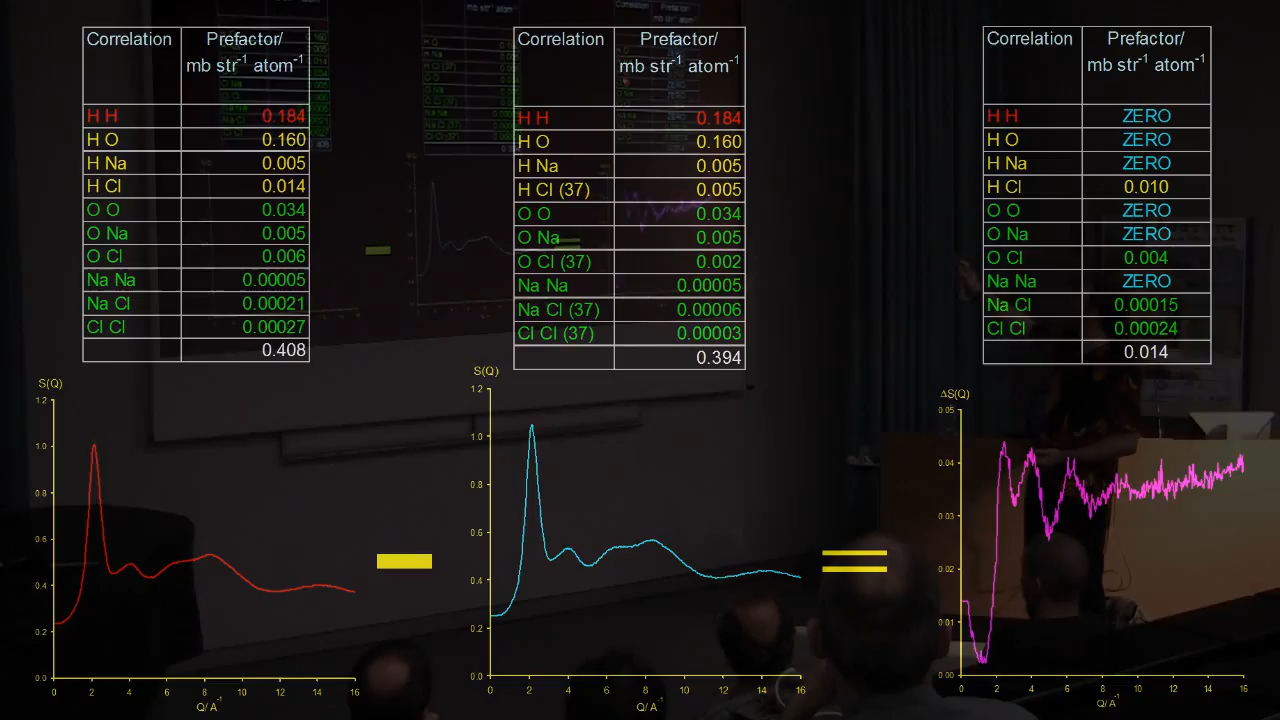 Correlation Prefactor/
mb str⁻¹ atom⁻¹
H H 0.184
H O 0.160
H Na 0.005
H Cl 0.014
O O 0.034
O Na 0.005
O Cl 0.006
Na Na 0.00005
Na Cl 0.00021
Cl Cl 0.00027
0.408
Correlation Prefactor/
mb str⁻¹ atom⁻¹
H H 0.184
H O 0.160
H Na 0.005
H Cl (37) 0.005
O O 0.034
O Na 0.005
O Cl (37) 0.002
Na Na 0.00005
Na Cl (37) 0.00006
Cl Cl (37) 0.00003
0.394
Correlation Prefactor/
mb str⁻¹ atom⁻¹
H H ZERO
H O ZERO
H Na ZERO
H Cl 0.010
O O ZERO
O Na ZERO
O Cl 0.004
Na Na ZERO
Na Cl 0.00015
Cl Cl 0.00024
0.014
S(Q)
1.2
1.0
0.8
0.6
0.4
0.2
0.0
0 2 4 6 8 10 12 14 16
Q/ A⁻¹
S(Q)
1.2
1.0
0.8
0.6
0.4
0.2
0.0
0 2 4 6 8 10 12 14 16
Q/ A⁻¹
ΔS(Q)
0.05
0.04
0.03
0.02
0.01
0.00
0 2 4 6 8 10 12 14 16
Q/ A⁻¹